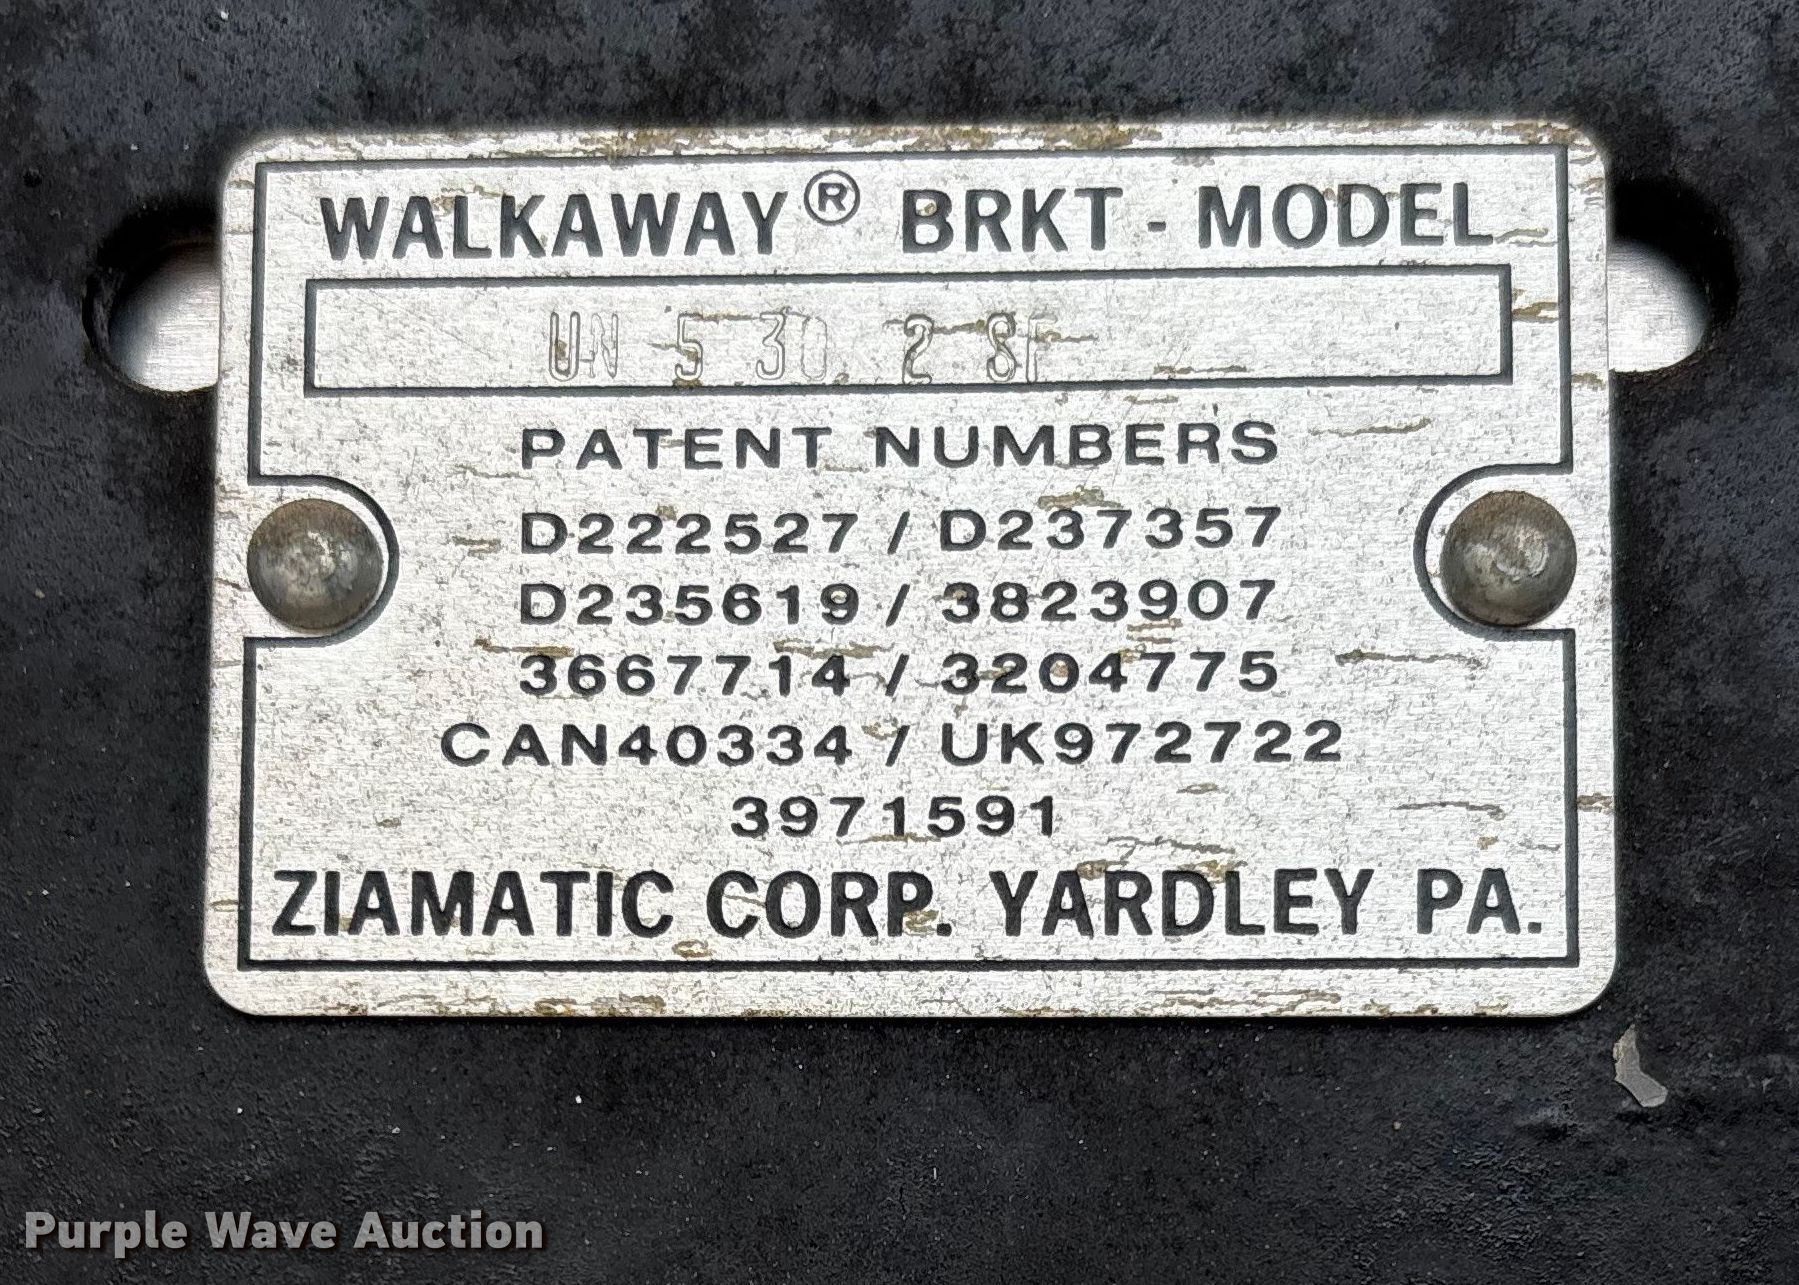 WALKAWAY® BRKT - MODEL
UN 5 30 2 SF
PATENT NUMBERS
D222527 / D237357
D235619 / 3823907
3667714 / 3204775
CAN40334 / UK972722
3971591
ZIAMATIC CORP. YARDLEY PA.
Purple Wave Auction